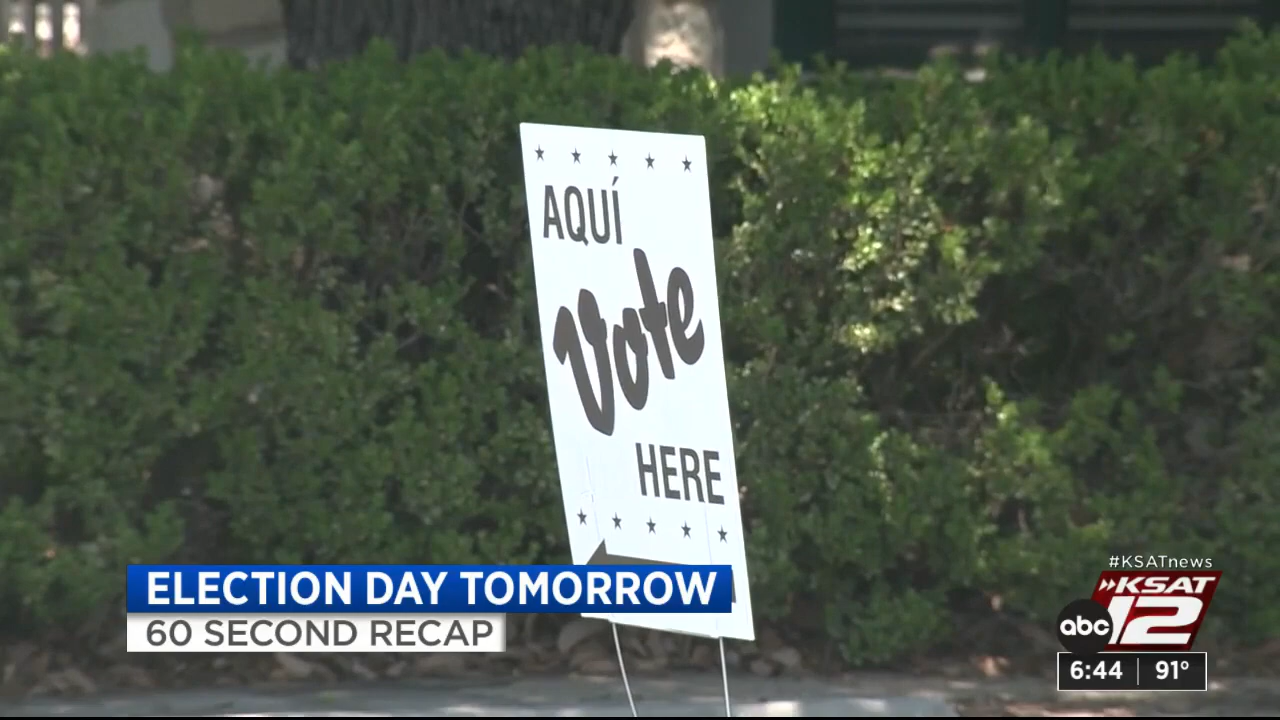 AQUÍ
Vote
HERE
ELECTION DAY TOMORROW
60 SECOND RECAP
#KSATnews
KSAT
abc 12
6:44 91°